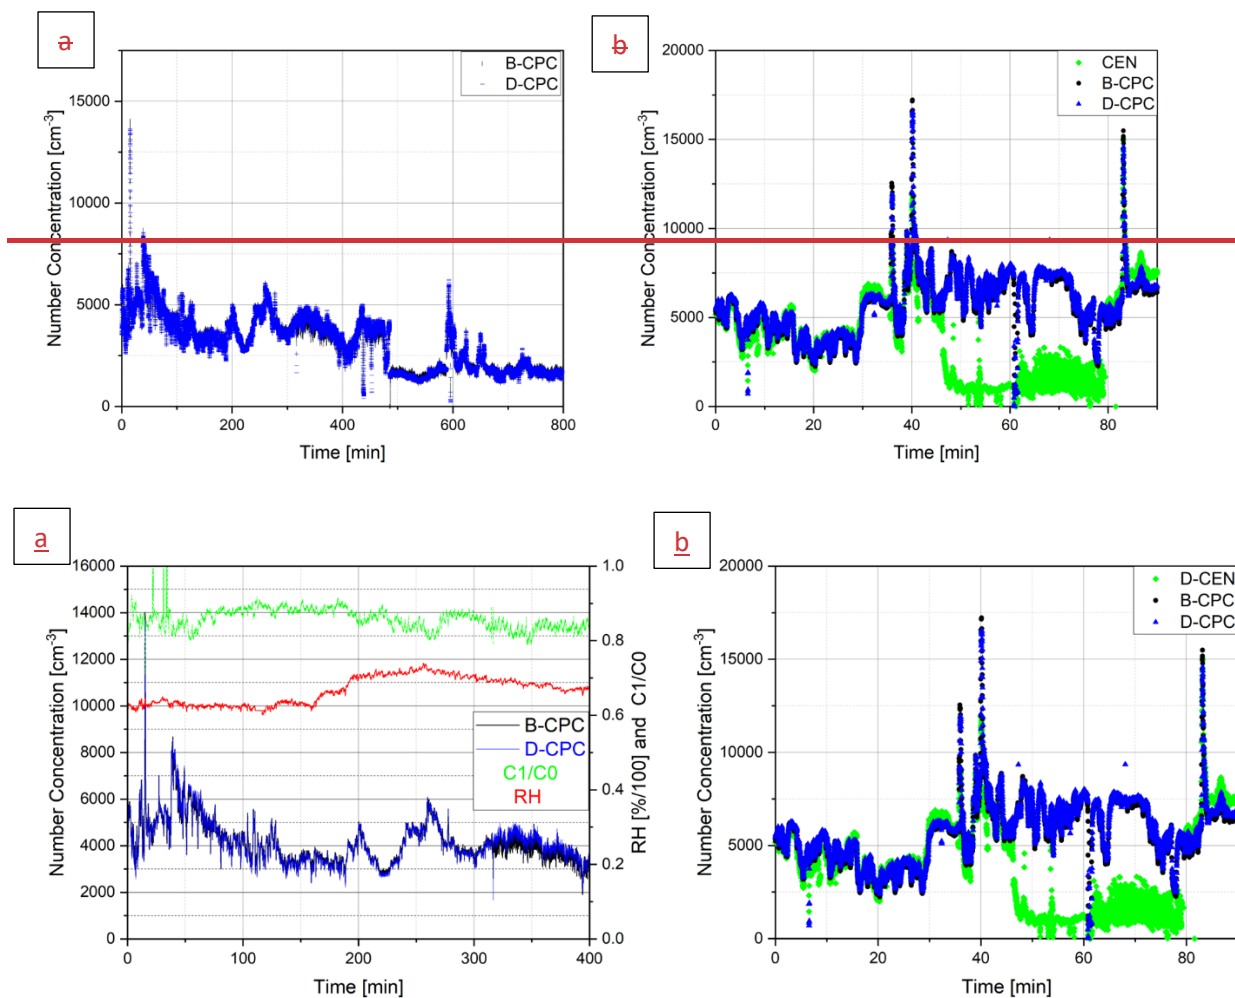 a
b
B-CPC
D-CPC
15000
10000
5000
0
Number Concentration [cm-3]
0 200 400 600 800
Time [min]
CEN
B-CPC
D-CPC
20000
15000
10000
5000
0
Number Concentration [cm-3]
0 20 40 60 80
Time [min]
a
b
16000
14000
12000
10000
8000
6000
4000
2000
0
Number Concentration [cm-3]
B-CPC
D-CPC
C1/C0
RH
1.0
0.8
0.6
0.4
0.2
0.0
RH [%/100] and C1/C0
0 100 200 300 400
Time [min]
D-CEN
B-CPC
D-CPC
20000
15000
10000
5000
0
Number Concentration [cm-3]
0 20 40 60 80
Time [min]